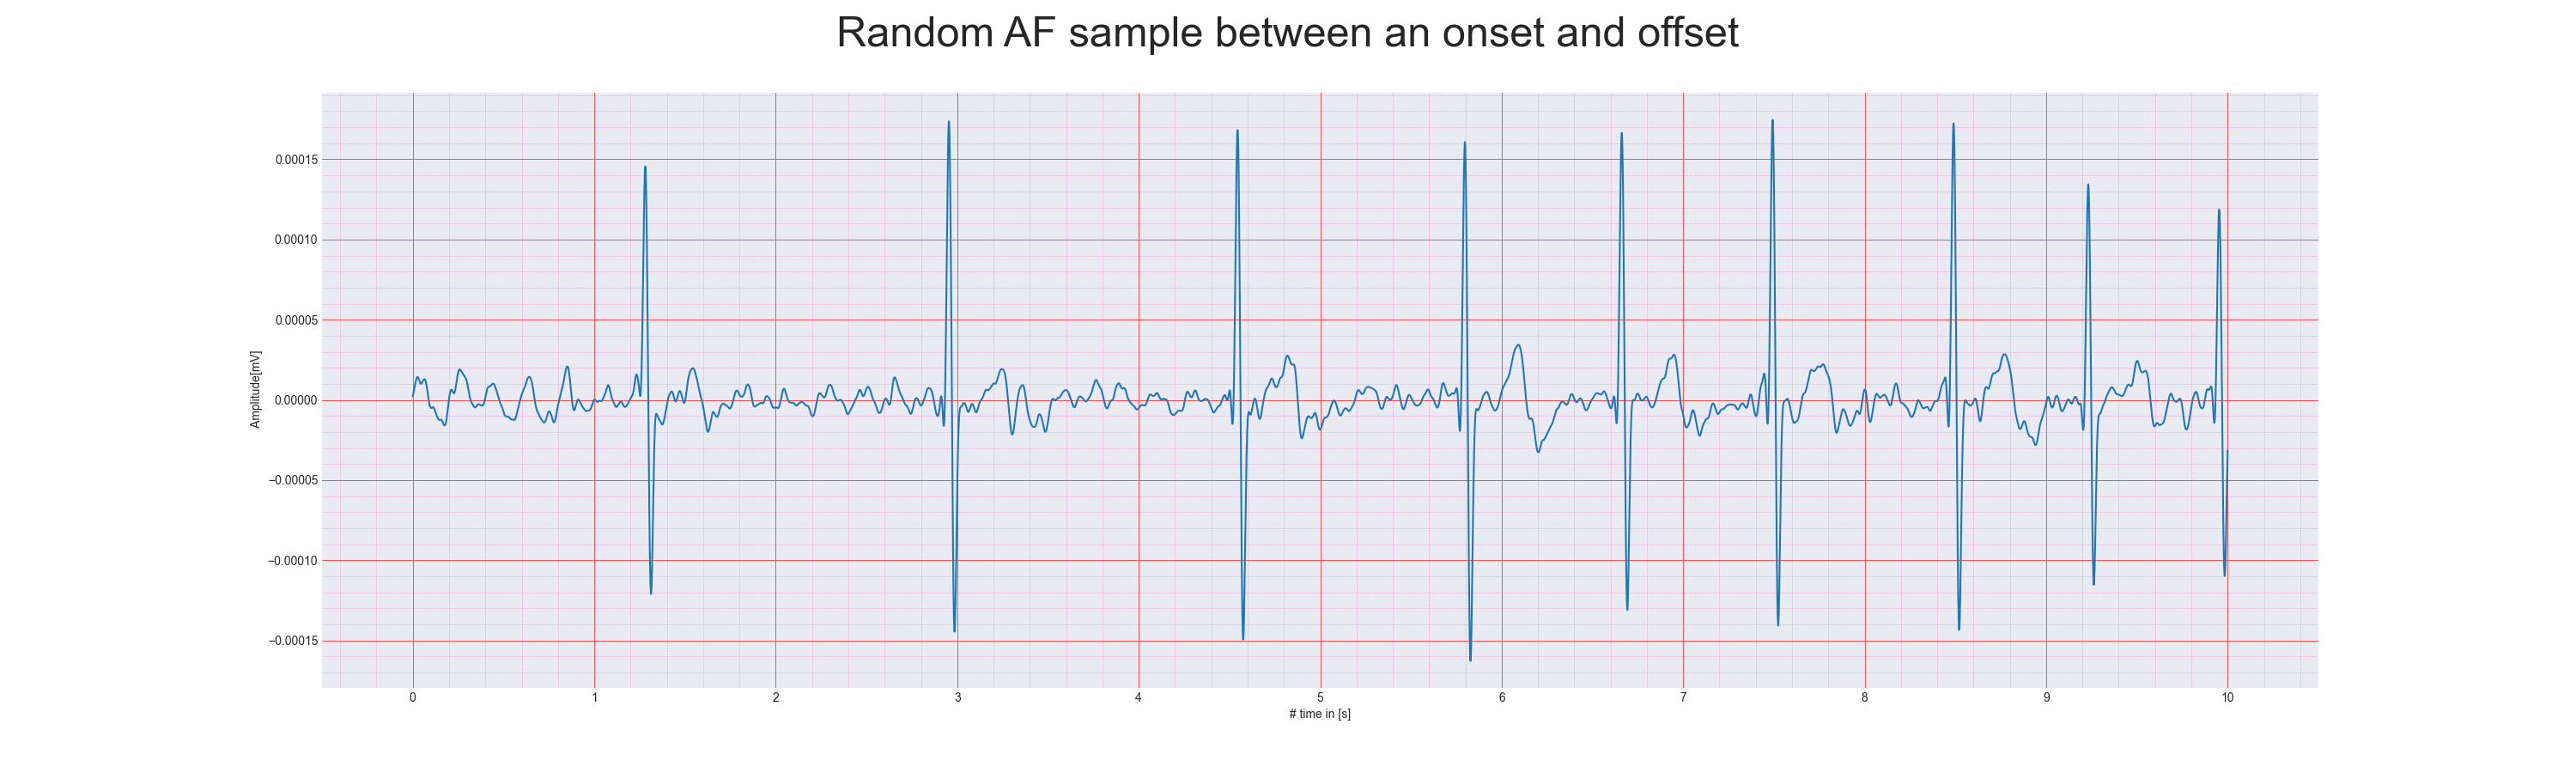 Random AF sample between an onset and offset
Amplitude[mV]
0.00015
0.00010
0.00005
0.00000
−0.00005
−0.00010
−0.00015
0 1 2 3 4 5 6 7 8 9 10
# time in [s]